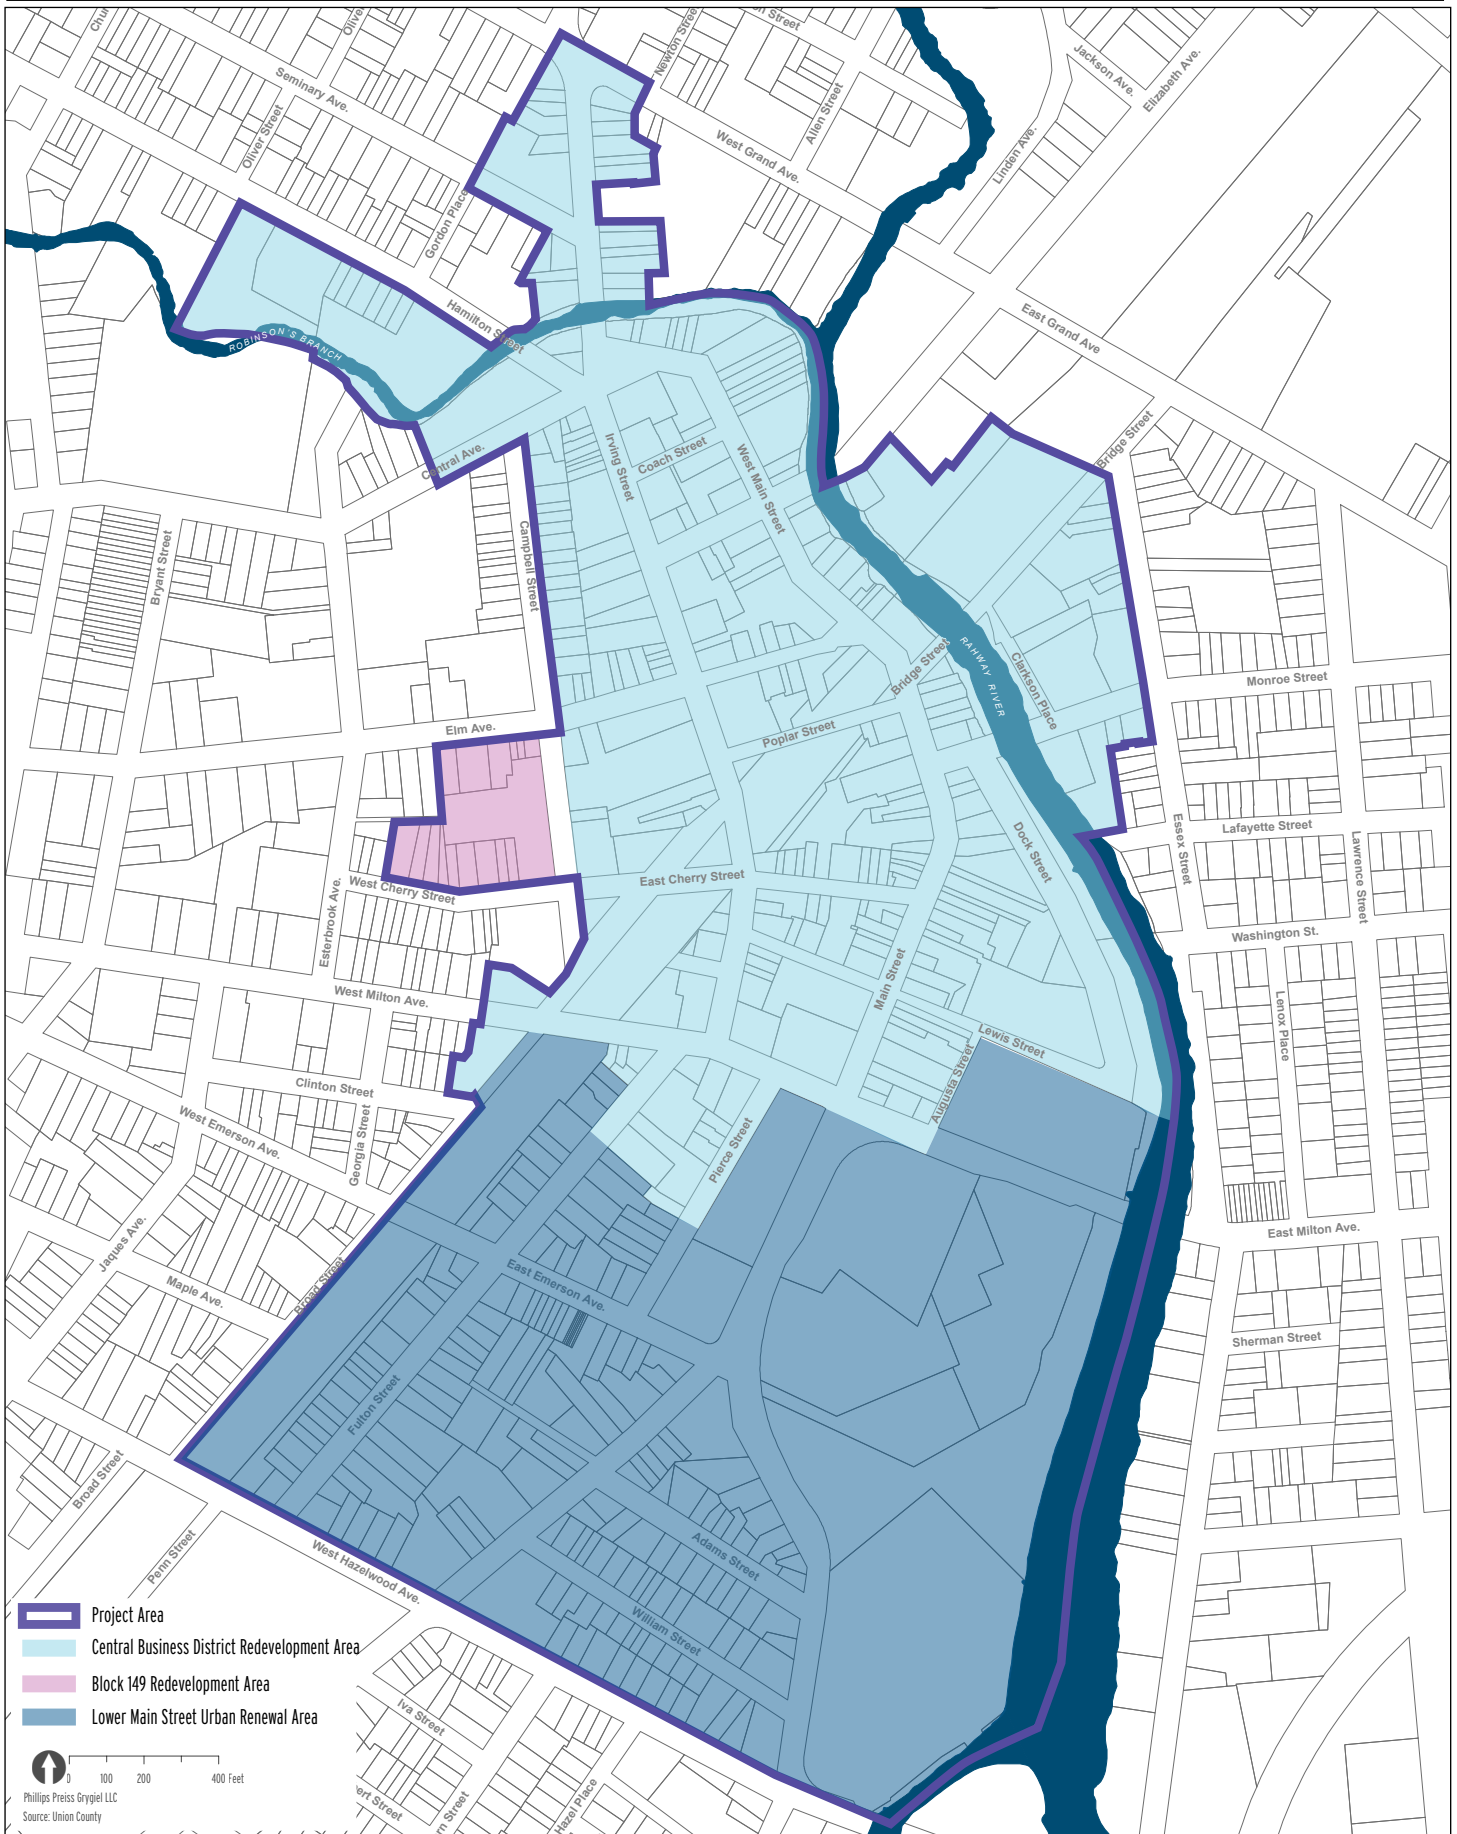 Seminary Ave.
Newton Street
Jackson Ave.
Elizabeth Ave.
Oliver Street
Allen Street
West Grand Ave.
Linden Ave.
Gordon Place
Hamilton Street
ROBINSON'S BRANCH
East Grand Ave
Bridge Street
Central Ave.
Irving Street
Coach Street
West Main Street
Campbell Street
Bryant Street
Bridge Street
RAHWAY RIVER
Clarkson Place
Monroe Street
Elm Ave.
Poplar Street
Dock Street
Essex Street
Lafayette Street
Lawrence Street
East Cherry Street
West Cherry Street
Esterbrook Ave.
Washington St.
Main Street
West Milton Ave.
Lewis Street
Lenox Place
Augusta Street
Clinton Street
West Emerson Ave.
Georgia Street
Pierce Street
Jaques Ave.
East Milton Ave.
Maple Ave.
Broad Street
East Emerson Ave.
Sherman Street
Fulton Street
Broad Street
Penn Street
West Hazelwood Ave.
Adams Street
William Street
Iva Street
Hazel Place
Project Area
Central Business District Redevelopment Area
Block 149 Redevelopment Area
Lower Main Street Urban Renewal Area
0 100 200 400 Feet
Phillips Preiss Grygiel LLC
Source: Union County